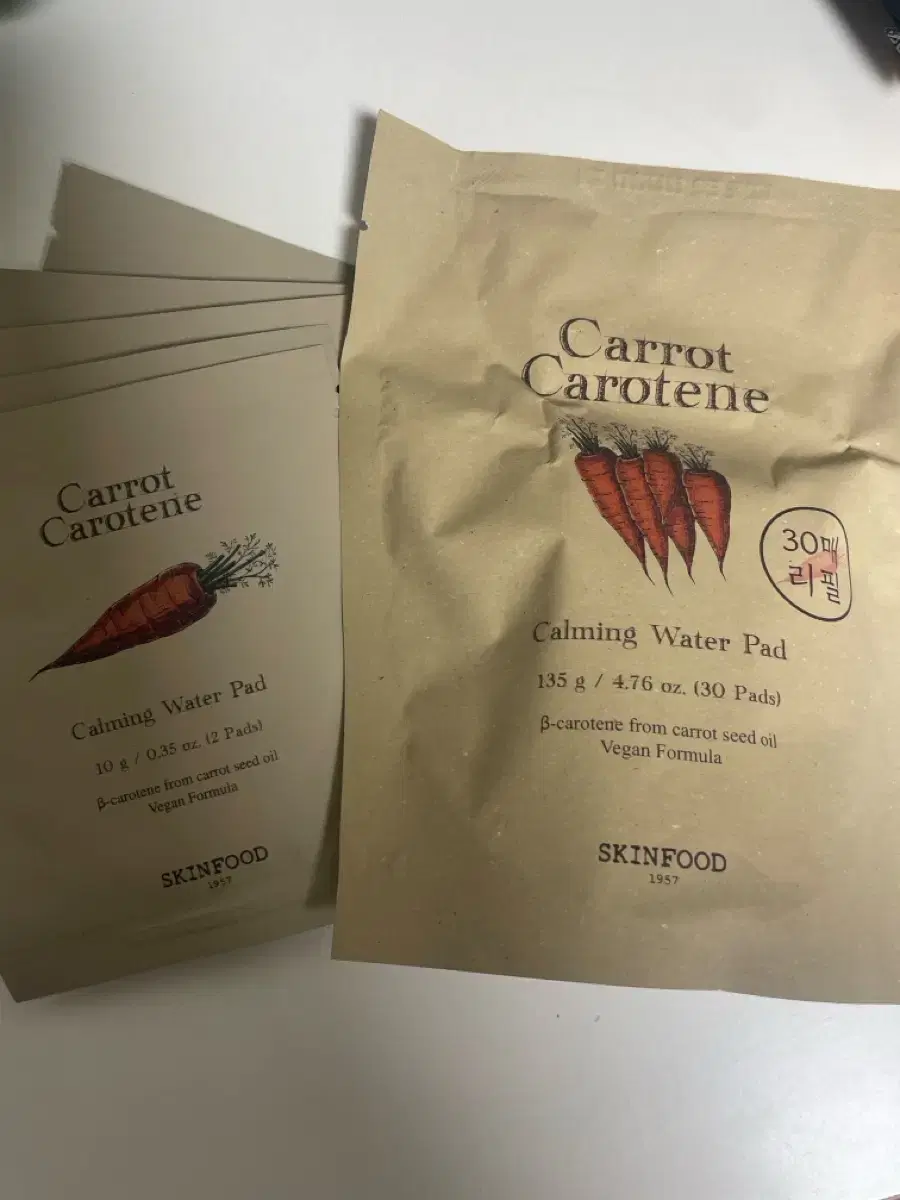 Carrot
Carotene
Calming Water Pad
10 g / 0.35 oz. (2 Pads)
β-carotene from carrot seed oil
Vegan Formula
SKINFOOD
1957
Carrot
Carotene
30매
리필
Calming Water Pad
135 g / 4.76 oz. (30 Pads)
β-carotene from carrot seed oil
Vegan Formula
SKINFOOD
1957